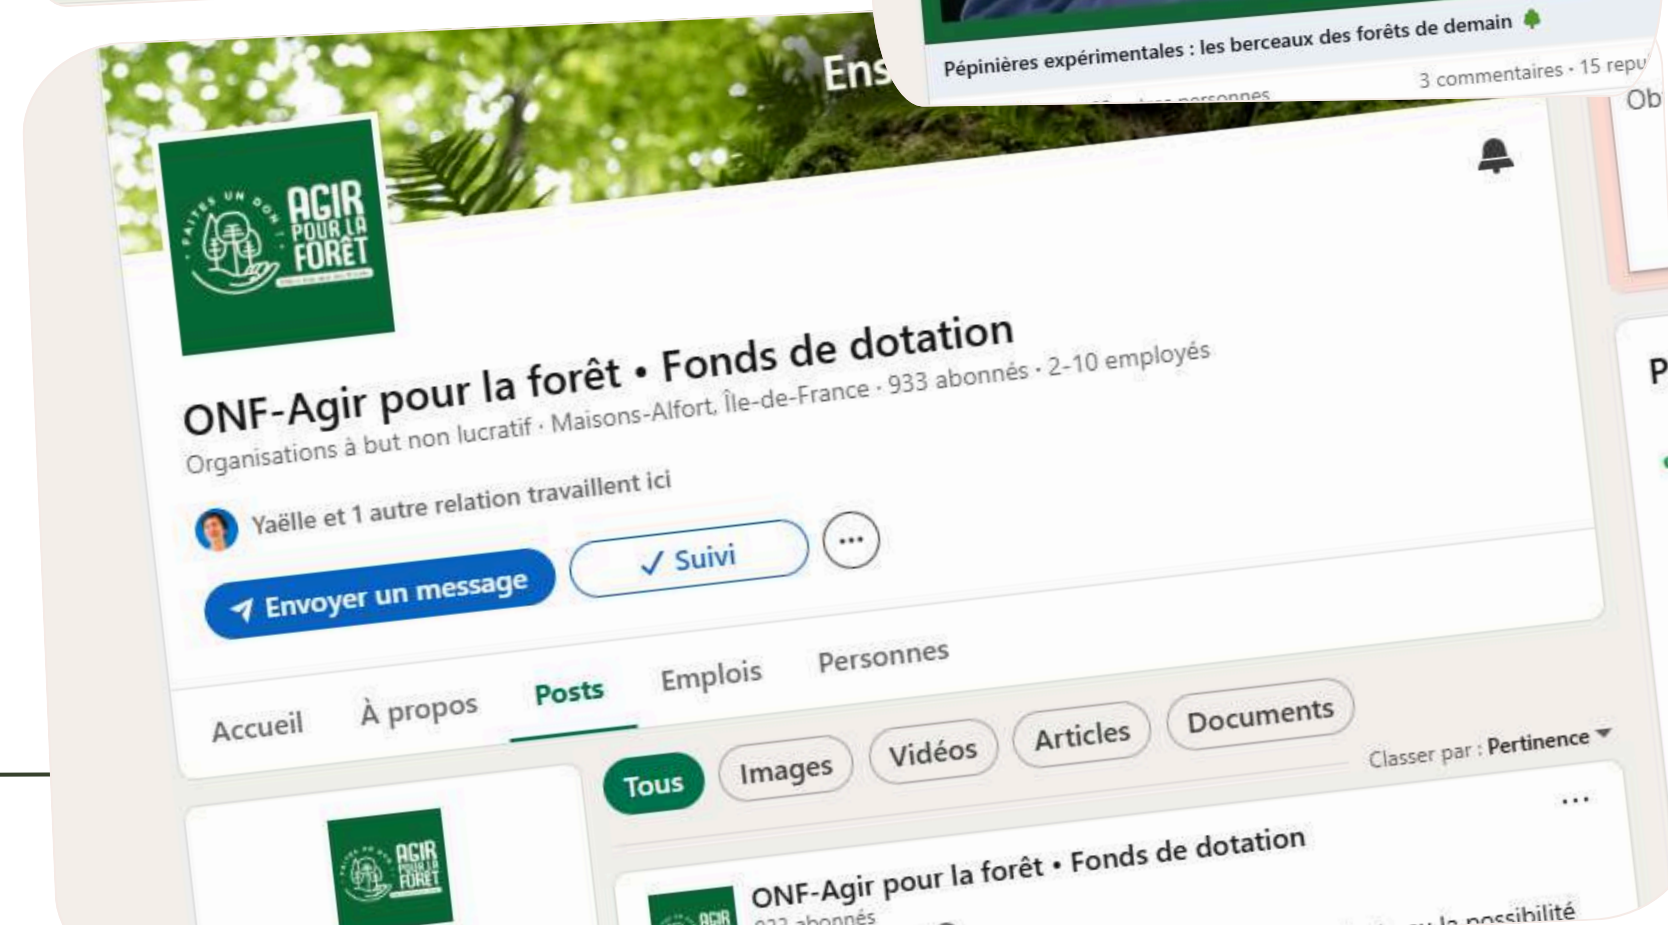 Pépinières expérimentales : les berceaux des forêts de demain 🌳
3 commentaires · 15 repu
personnes
Ens
Ob
FAITES UN DON !
AGIR
POUR LA
FORÊT
ONF-Agir pour la forêt • Fonds de dotation
Organisations à but non lucratif · Maisons-Alfort, Île-de-France · 933 abonnés · 2-10 employés
Yaëlle et 1 autre relation travaillent ici
Envoyer un message
✓ Suivi
P
Accueil
À propos
Posts
Emplois
Personnes
Tous
Images
Vidéos
Articles
Documents
Classer par : Pertinence
AGIR
POUR LA
FORÊT
ONF-Agir pour la forêt • Fonds de dotation
933 abonnés
la possibilité
AGIR